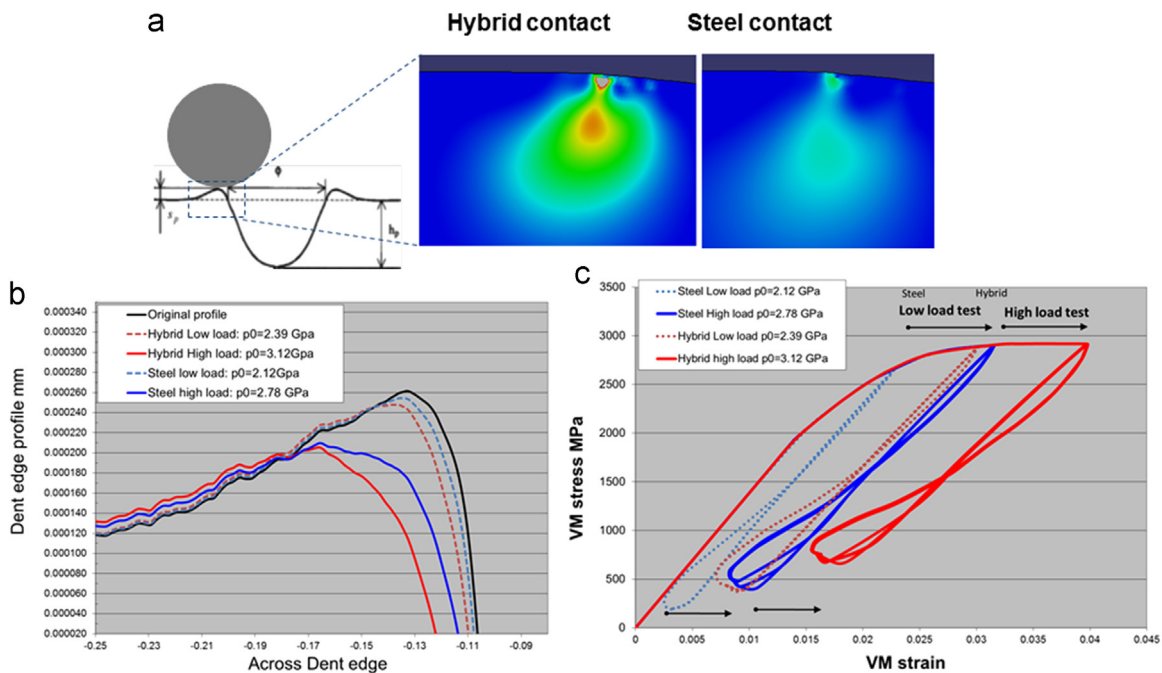 a
Hybrid contact
Steel contact
ϕ
s_p
h_p
b
Dent edge profile mm
0.000340
0.000320
0.000300
0.000280
0.000260
0.000240
0.000220
0.000200
0.000180
0.000160
0.000140
0.000120
0.000100
0.000080
0.000060
0.000040
0.000020
Original profile
Hybrid Low load: p0=2.39 Gpa
Hybrid High load: p0=3.12Gpa
Steel low load: p0=2.12Gpa
Steel high load: p0=2.78 GPa
-0.25
-0.23
-0.21
-0.19
-0.17
-0.15
-0.13
-0.11
-0.09
Across Dent edge
c
VM stress MPa
3500
3000
2500
2000
1500
1000
500
0
Steel Low load p0=2.12 GPa
Steel High load p0=2.78 GPa
Hybrid Low load p0=2.39 GPa
Hybrid high load p0=3.12 GPa
Steel
Hybrid
Low load test
High load test
0
0.005
0.01
0.015
0.02
0.025
0.03
0.035
0.04
0.045
VM strain